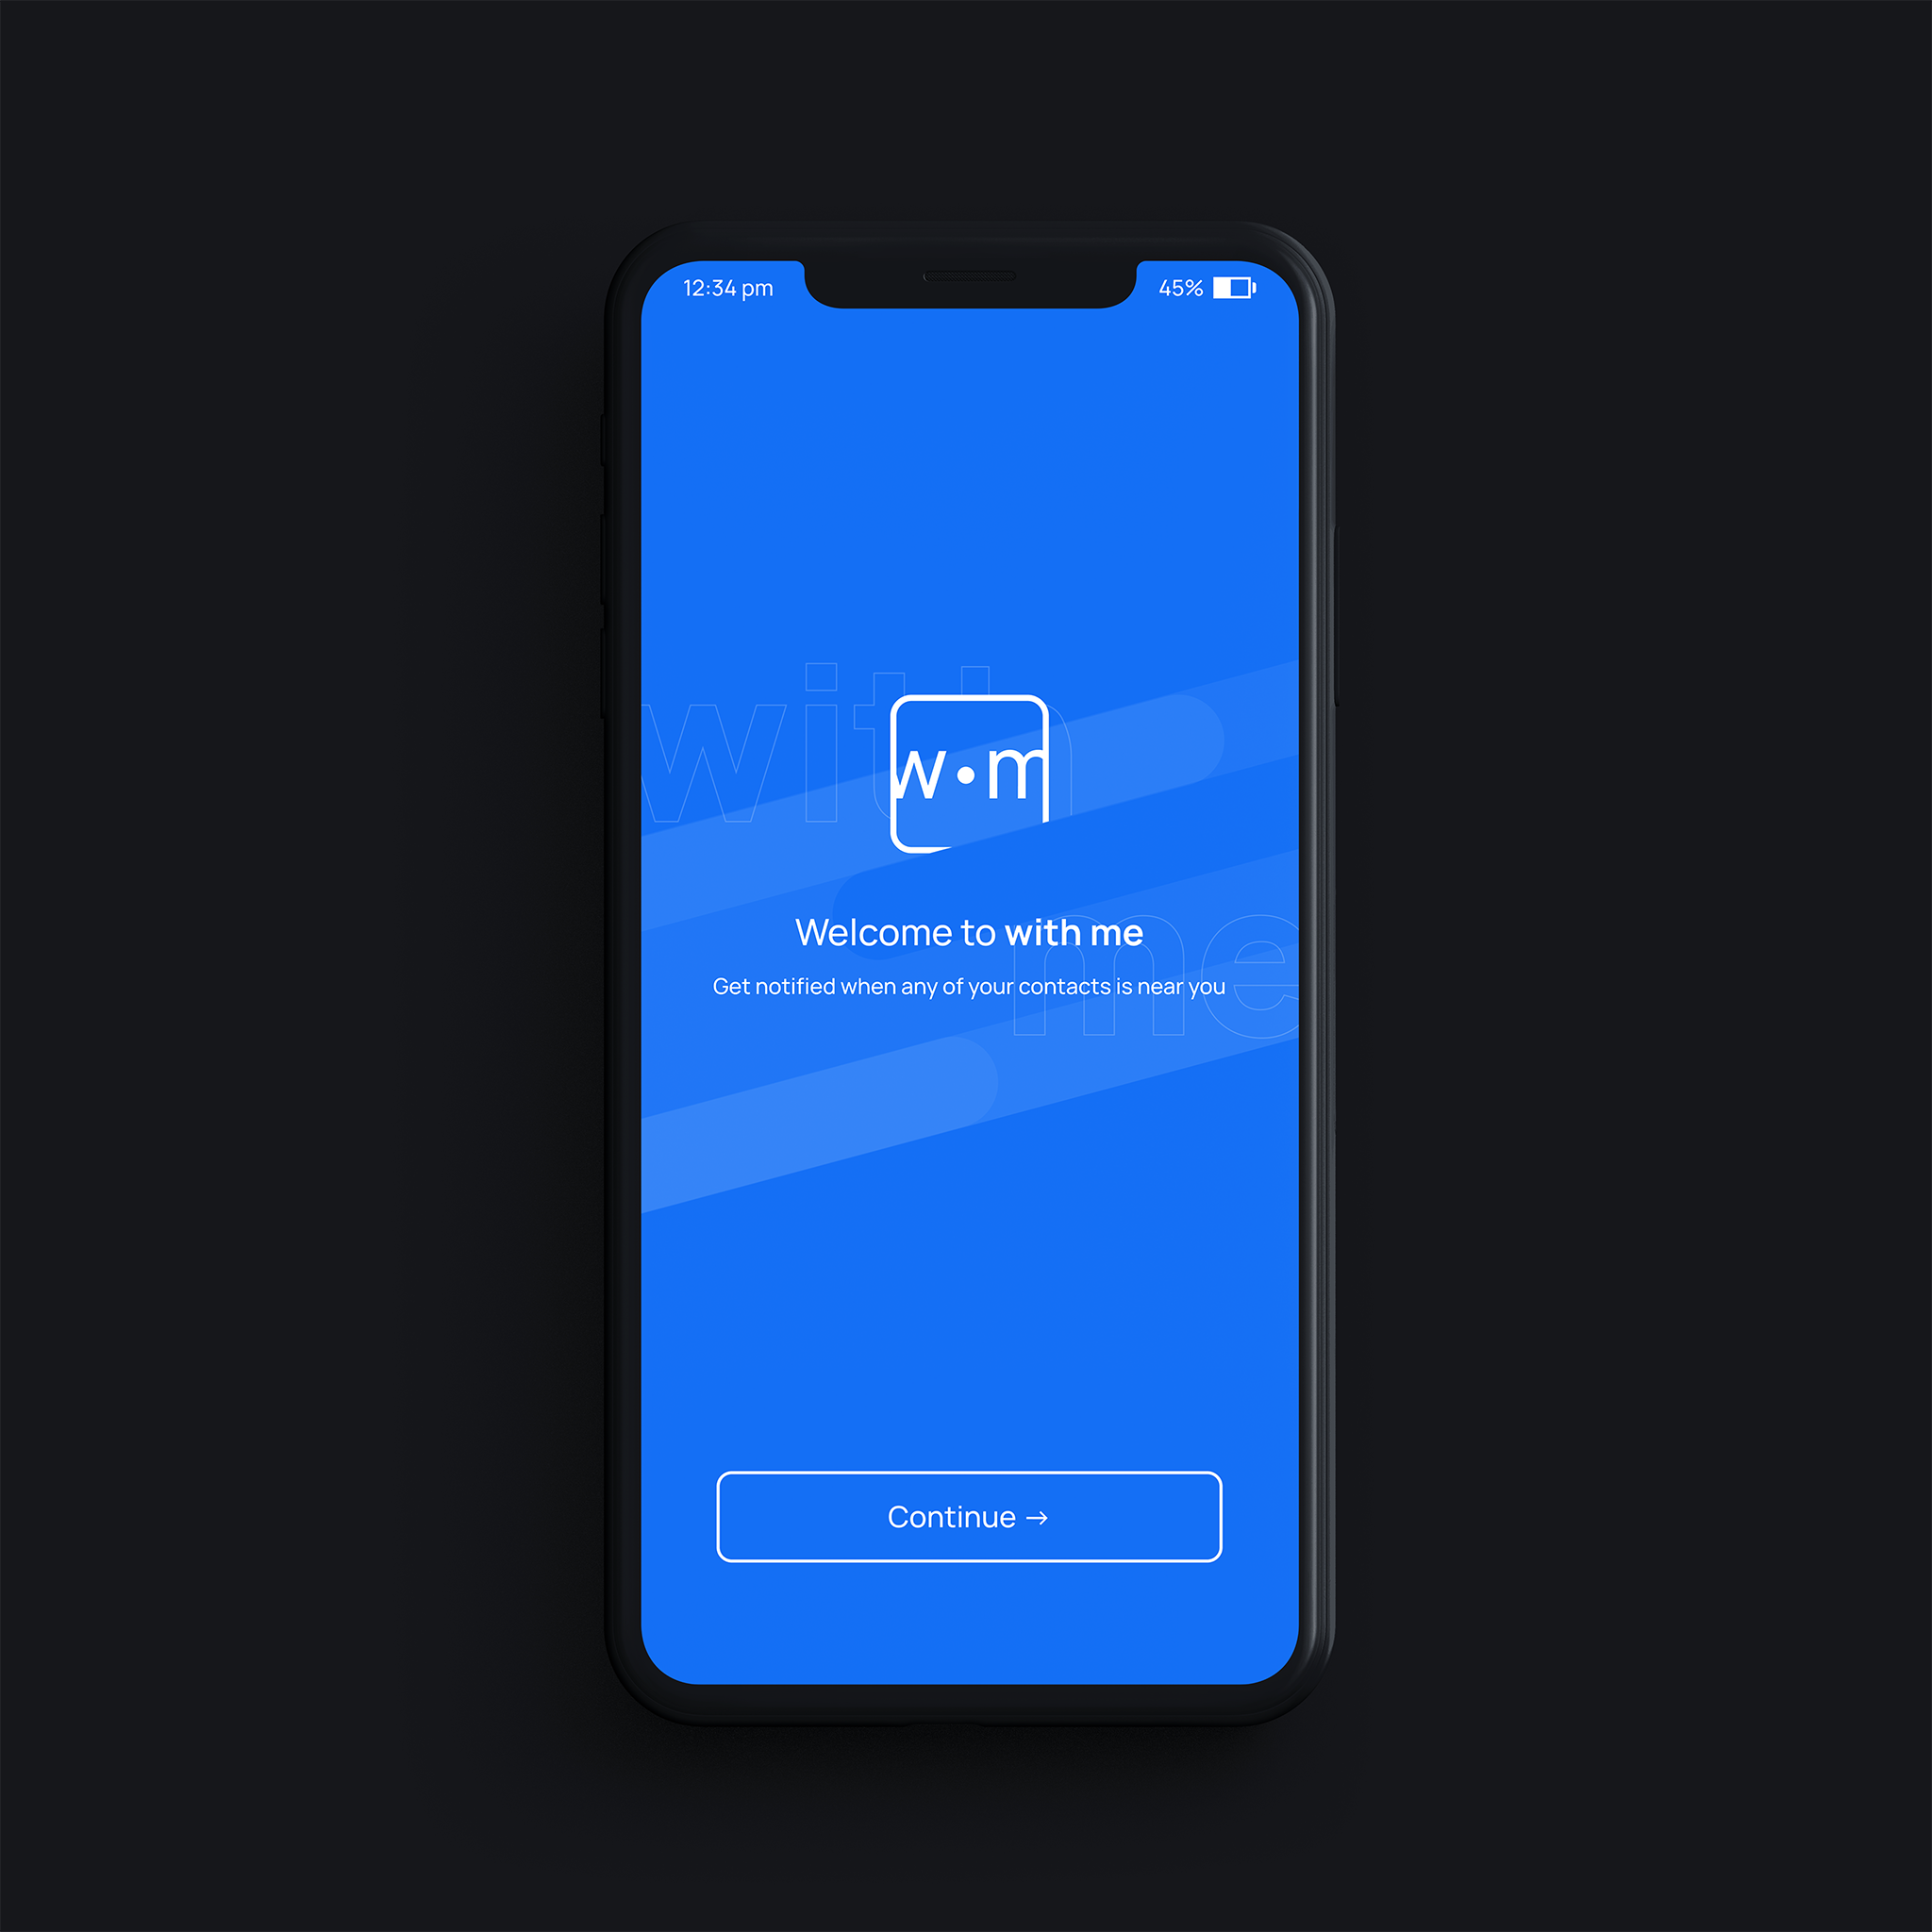 12:34 pm 45%
with
w•m
Welcome to with me
me
Get notified when any of your contacts is near you
Continue →